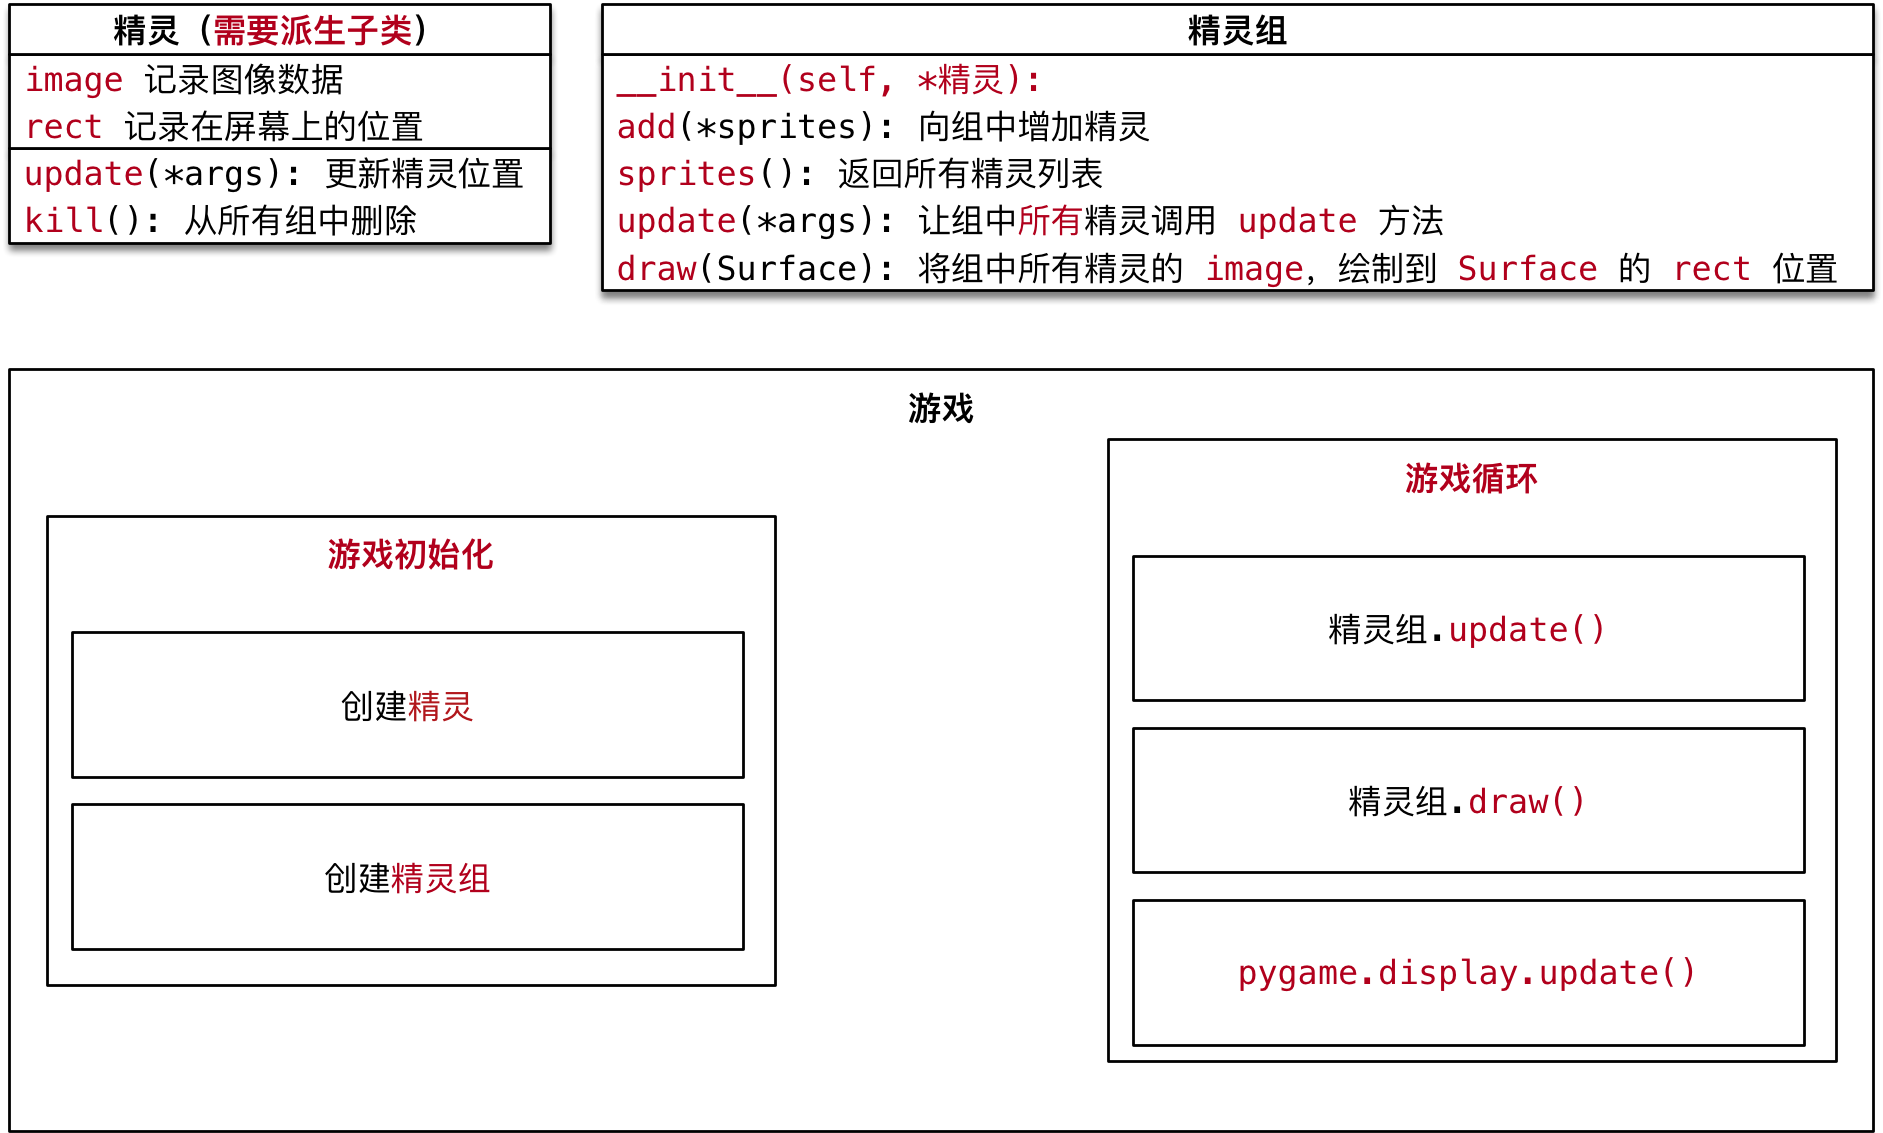 精灵（需要派生子类）
image 记录图像数据
rect 记录在屏幕上的位置
update(*args): 更新精灵位置
kill(): 从所有组中删除
精灵组
__init__(self, *精灵):
add(*sprites): 向组中增加精灵
sprites(): 返回所有精灵列表
update(*args): 让组中所有精灵调用 update 方法
draw(Surface): 将组中所有精灵的 image，绘制到 Surface 的 rect 位置
游戏
游戏初始化
创建精灵
创建精灵组
游戏循环
精灵组.update()
精灵组.draw()
pygame.display.update()